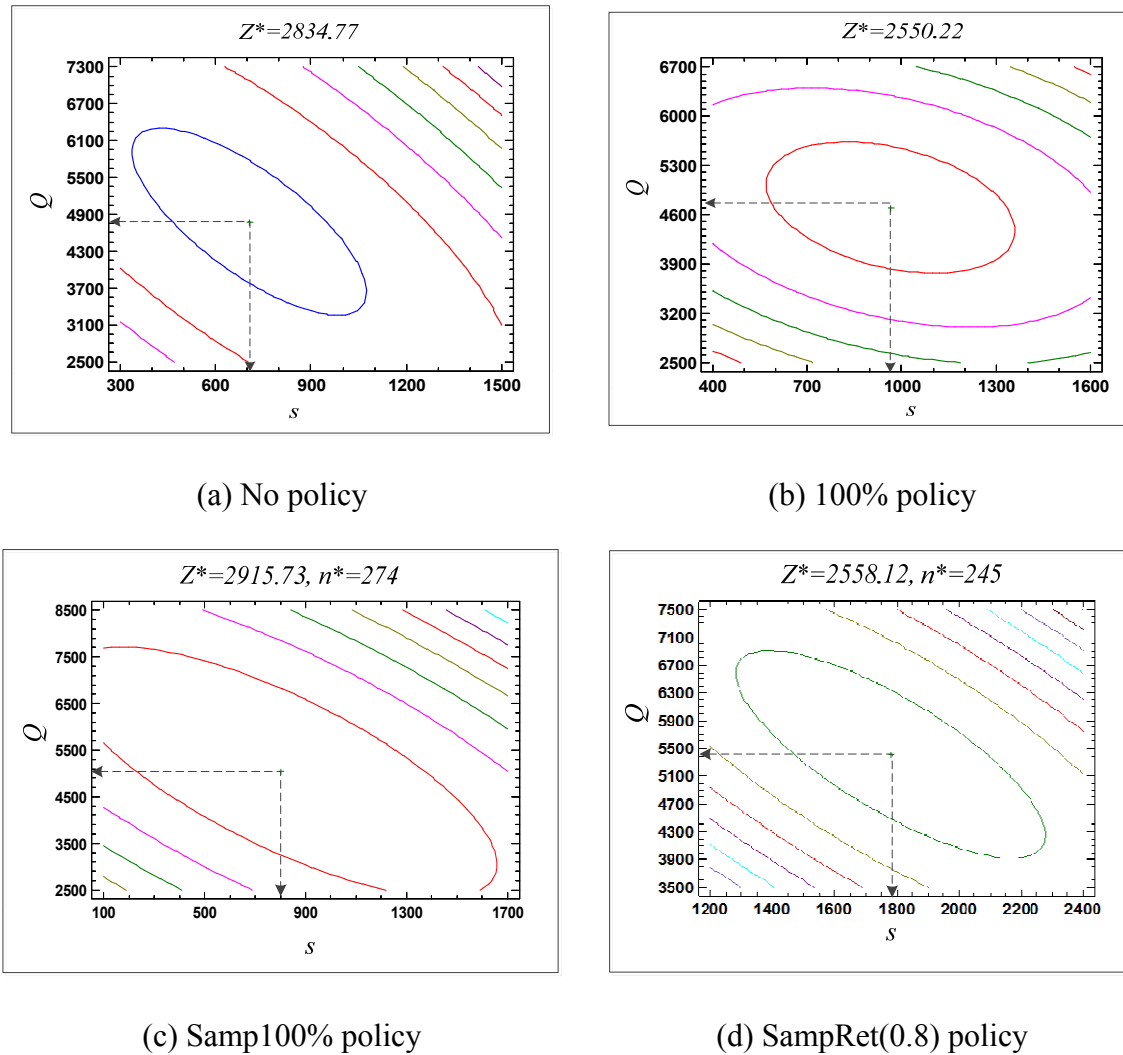 Z*=2834.77
7300
6700
6100
5500
4900
4300
3700
3100
2500
Q
300 600 900 1200 1500
s
(a) No policy
Z*=2550.22
6700
6000
5300
4600
3900
3200
2500
Q
400 700 1000 1300 1600
s
(b) 100% policy
Z*=2915.73, n*=274
8500
7500
6500
5500
4500
3500
2500
Q
100 500 900 1300 1700
s
(c) Samp100% policy
Z*=2558.12, n*=245
7500
7100
6700
6300
5900
5500
5100
4700
4300
3900
3500
Q
1200 1400 1600 1800 2000 2200 2400
s
(d) SampRet(0.8) policy